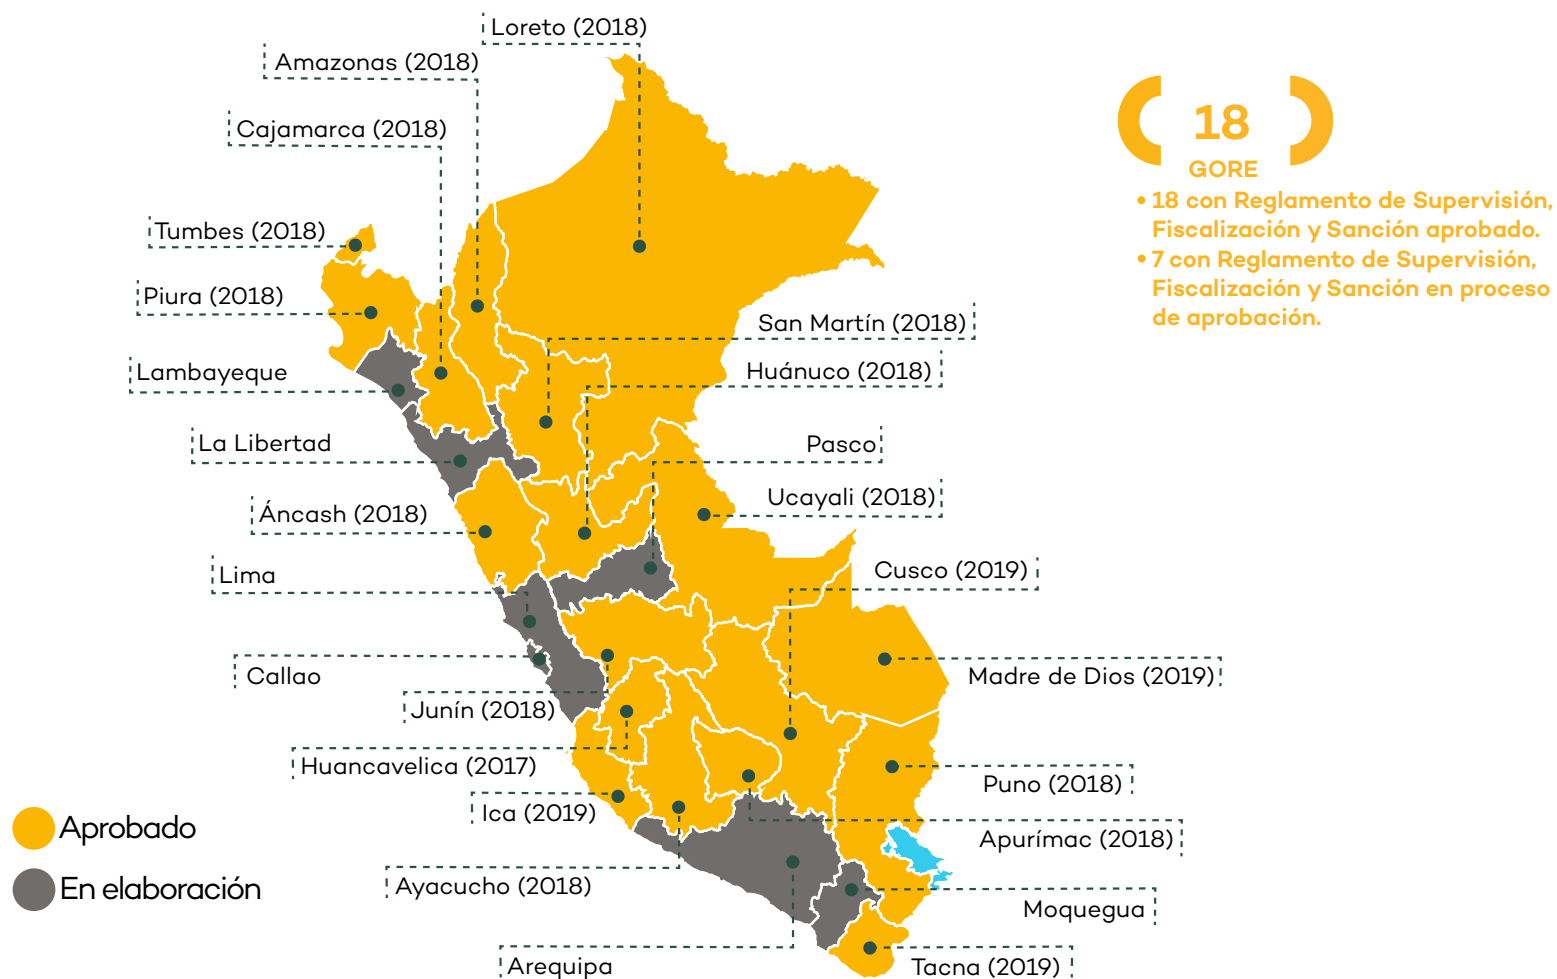 Loreto (2018)
Amazonas (2018)
Cajamarca (2018)
Tumbes (2018)
Piura (2018)
Lambayeque
La Libertad
Áncash (2018)
Lima
Callao
Junín (2018)
Huancavelica (2017)
Ica (2019)
Ayacucho (2018)
Arequipa
San Martín (2018)
Huánuco (2018)
Pasco
Ucayali (2018)
Cusco (2019)
Madre de Dios (2019)
Puno (2018)
Apurímac (2018)
Moquegua
Tacna (2019)
18
GORE
• 18 con Reglamento de Supervisión,
Fiscalización y Sanción aprobado.
• 7 con Reglamento de Supervisión,
Fiscalización y Sanción en proceso
de aprobación.
Aprobado
En elaboración